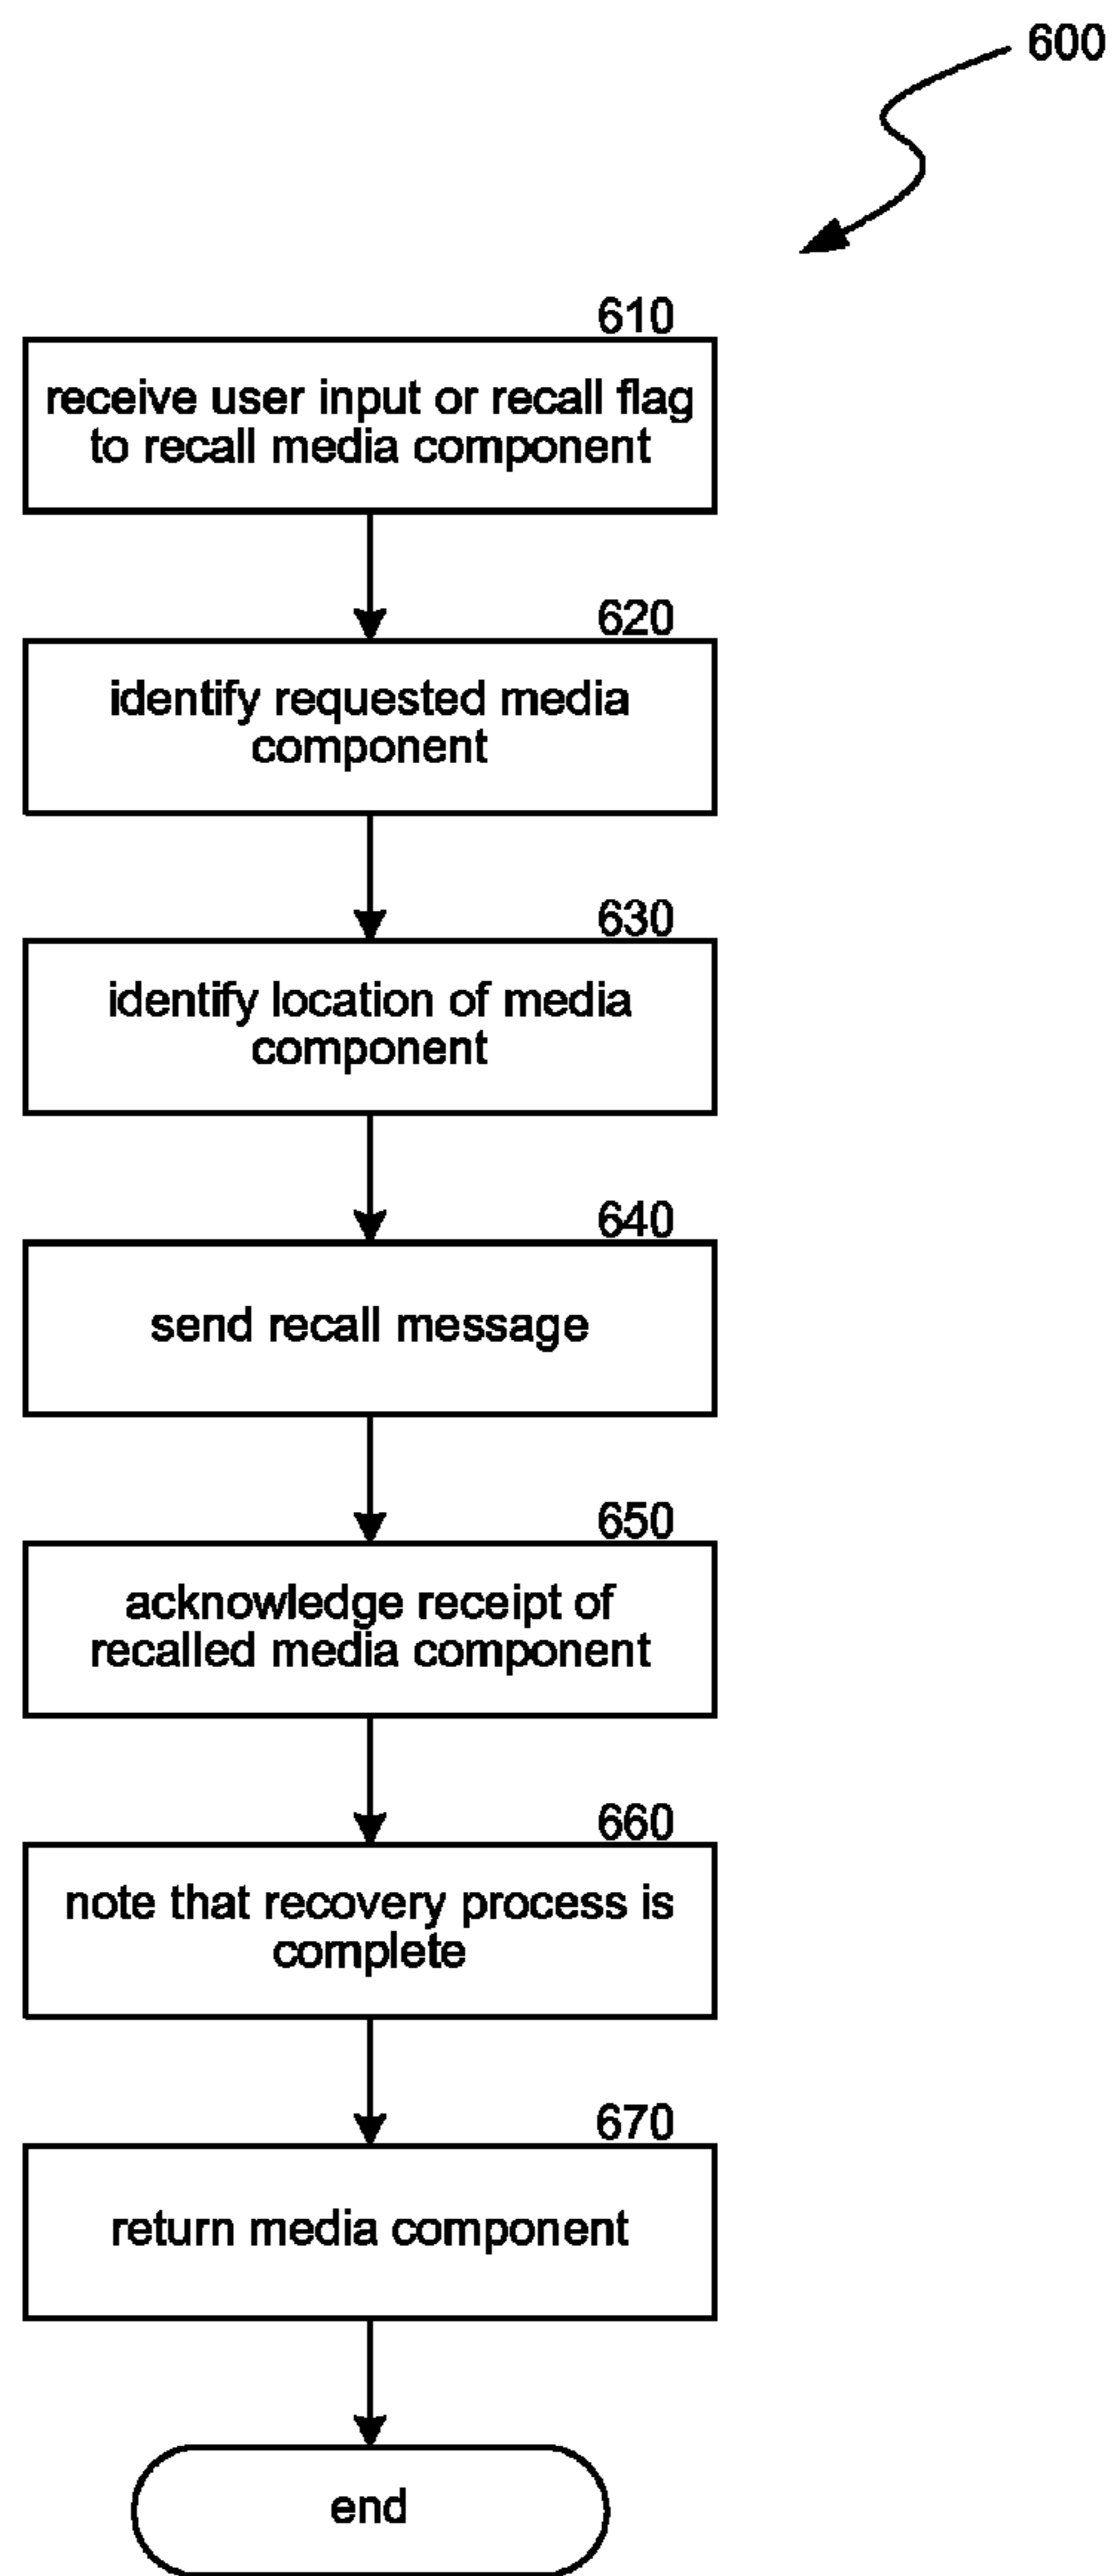 600
610
receive user input or recall flag
to recall media component
620
identify requested media
component
630
identify location of media
component
640
send recall message
650
acknowledge receipt of
recalled media component
660
note that recovery process is
complete
670
return media component
end